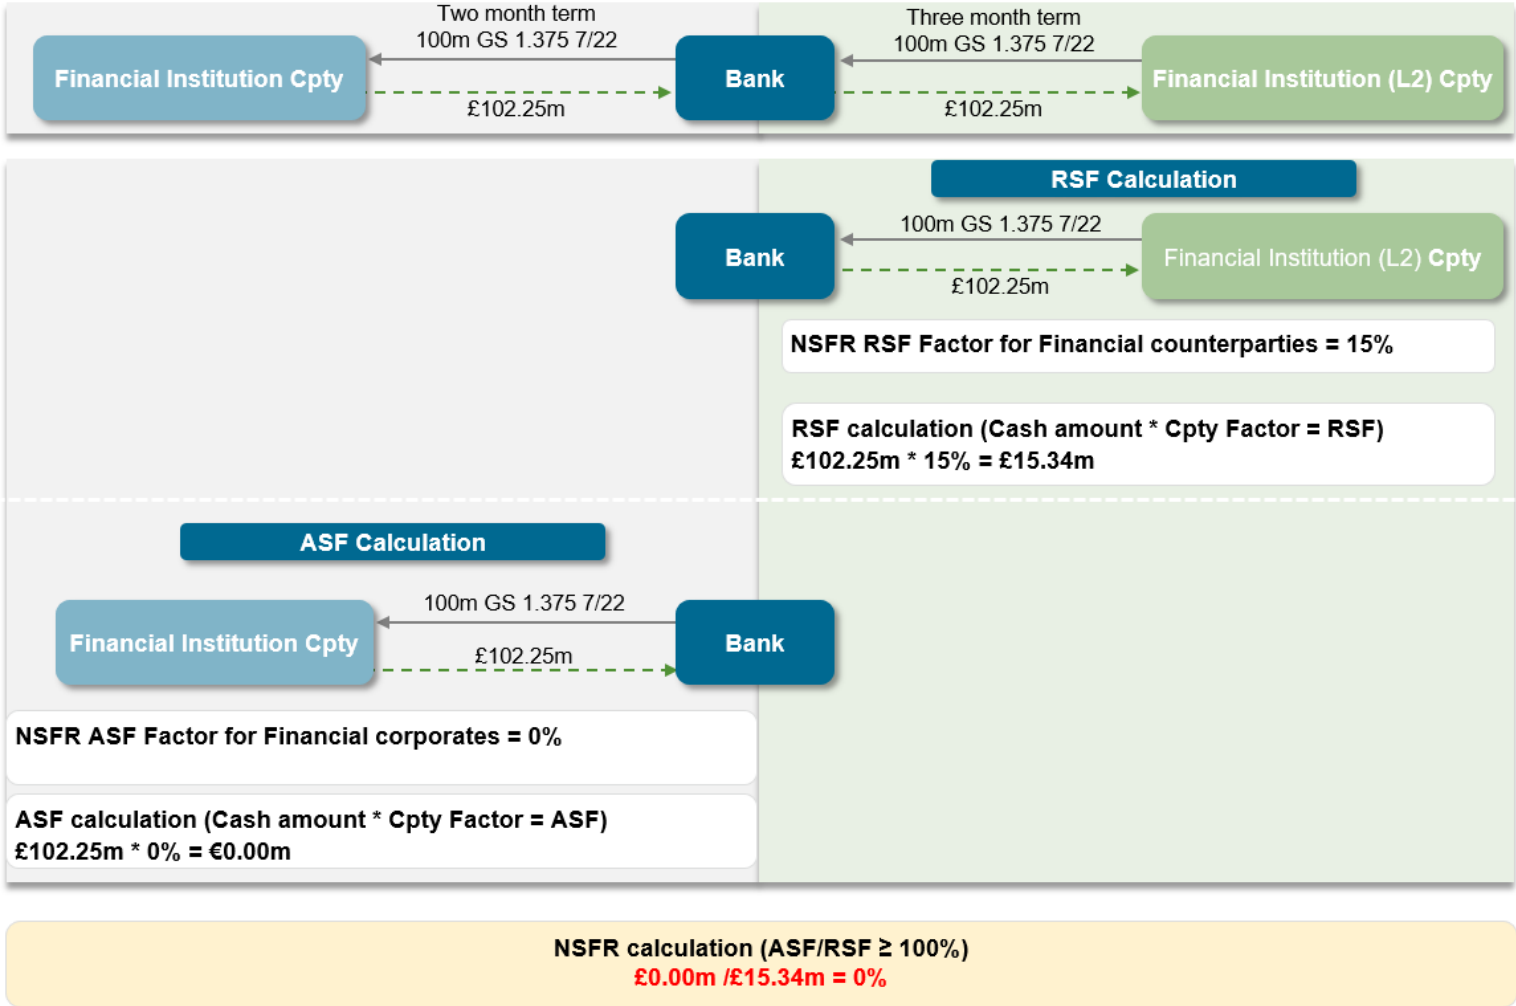 Two month term
100m GS 1.375 7/22
Three month term
100m GS 1.375 7/22
Financial Institution Cpty
Bank
Financial Institution (L2) Cpty
£102.25m
£102.25m
RSF Calculation
100m GS 1.375 7/22
Bank
Financial Institution (L2) Cpty
£102.25m
NSFR RSF Factor for Financial counterparties = 15%
RSF calculation (Cash amount * Cpty Factor = RSF)
£102.25m * 15% = £15.34m
ASF Calculation
100m GS 1.375 7/22
Financial Institution Cpty
Bank
£102.25m
NSFR ASF Factor for Financial corporates = 0%
ASF calculation (Cash amount * Cpty Factor = ASF)
£102.25m * 0% = €0.00m
NSFR calculation (ASF/RSF ≥ 100%)
£0.00m /£15.34m = 0%